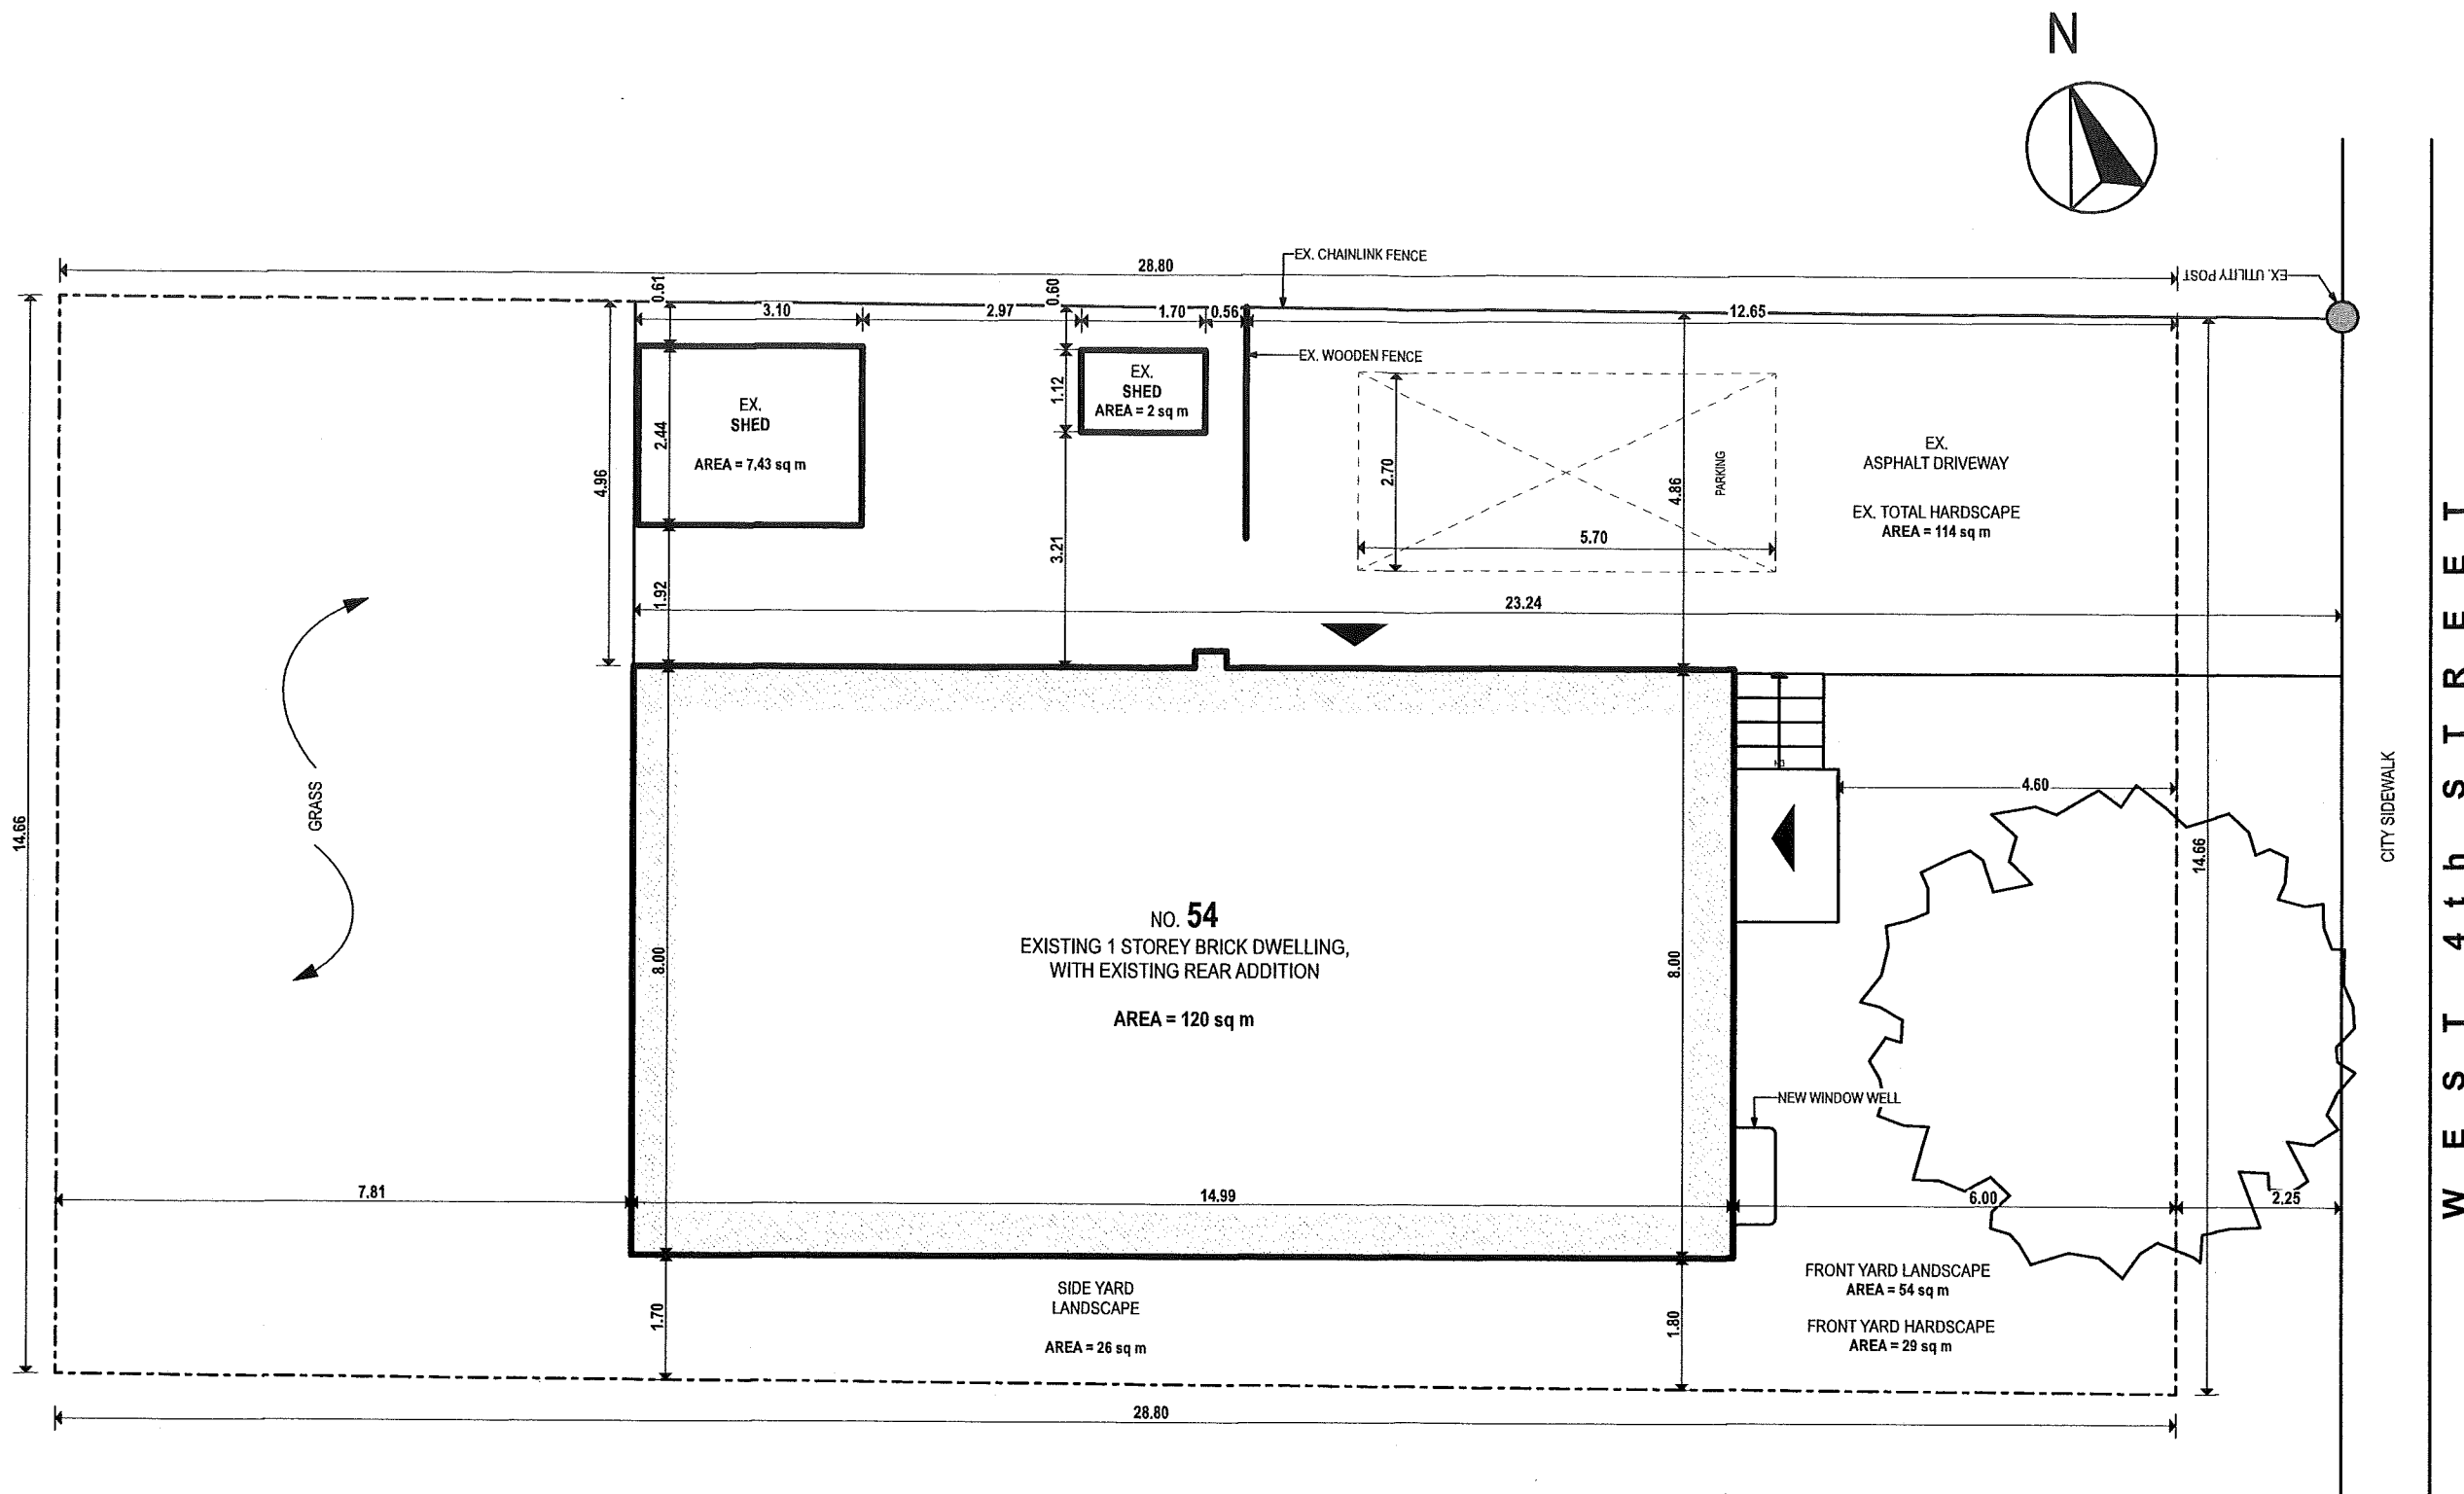 N
EX. CHAINLINK FENCE
28.80
EX. UTILITY POST
0.61
0.60
3.10
2.97
1.70
0.56
12.65
EX. WOODEN FENCE
EX.
SHED
AREA = 7,43 sq m
EX.
SHED
AREA = 2 sq m
1.12
2.44
4.96
2.70
4.86
PARKING
EX.
ASPHALT DRIVEWAY
EX. TOTAL HARDSCAPE
AREA = 114 sq m
5.70
3.21
1.92
23.24
WEST 4th STREET
CITY SIDEWALK
4.60
GRASS
14.66
14.66
NO. 54
EXISTING 1 STOREY BRICK DWELLING,
WITH EXISTING REAR ADDITION
AREA = 120 sq m
8.00
8.00
NEW WINDOW WELL
7.81
14.99
6.00
2.25
SIDE YARD
LANDSCAPE
AREA = 26 sq m
1.70
1.80
FRONT YARD LANDSCAPE
AREA = 54 sq m
FRONT YARD HARDSCAPE
AREA = 29 sq m
28.80